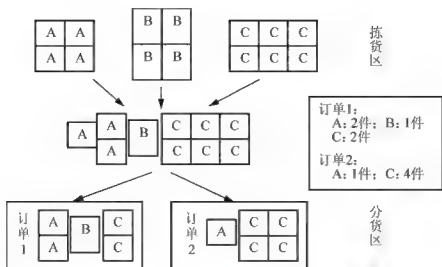 A A B B C C C
A A B B C C C
拣货区
A A B C C C
A C C C
订单1:
A: 2件; B: 1件
C: 2件
订单2:
A: 1件; C: 4件
订单1
A B C
A C
订单2
A C C
C C
分货区